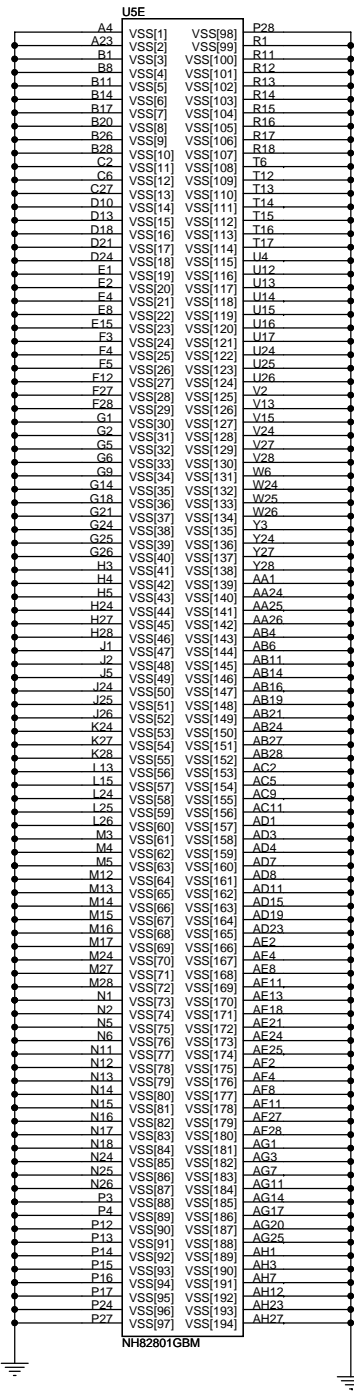 U5E
A4 VSS[1] VSS[98] P28
A23 VSS[2] VSS[99] R1
B1 VSS[3] VSS[100] R11
B8 VSS[4] VSS[101] R12
B11 VSS[5] VSS[102] R13
B14 VSS[6] VSS[103] R14
B17 VSS[7] VSS[104] R15
B20 VSS[8] VSS[105] R16
B26 VSS[9] VSS[106] R17
B28 VSS[10] VSS[107] R18
C2 VSS[11] VSS[108] T6
C6 VSS[12] VSS[109] T12
C27 VSS[13] VSS[110] T13
D10 VSS[14] VSS[111] T14
D13 VSS[15] VSS[112] T15
D18 VSS[16] VSS[113] T16
D21 VSS[17] VSS[114] T17
D24 VSS[18] VSS[115] U4
E1 VSS[19] VSS[116] U12
E2 VSS[20] VSS[117] U13
E4 VSS[21] VSS[118] U14
E8 VSS[22] VSS[119] U15
E15 VSS[23] VSS[120] U16
F3 VSS[24] VSS[121] U17
F4 VSS[25] VSS[122] U24
F5 VSS[26] VSS[123] U25
F12 VSS[27] VSS[124] U26
F27 VSS[28] VSS[125] V2
F28 VSS[29] VSS[126] V13
G1 VSS[30] VSS[127] V15
G2 VSS[31] VSS[128] V24
G5 VSS[32] VSS[129] V27
G6 VSS[33] VSS[130] V28
G9 VSS[34] VSS[131] W6
G14 VSS[35] VSS[132] W24
G18 VSS[36] VSS[133] W25
G21 VSS[37] VSS[134] W26
G24 VSS[38] VSS[135] Y3
G25 VSS[39] VSS[136] Y24
G26 VSS[40] VSS[137] Y27
H3 VSS[41] VSS[138] Y28
H4 VSS[42] VSS[139] AA1
H5 VSS[43] VSS[140] AA24
H24 VSS[44] VSS[141] AA25
H27 VSS[45] VSS[142] AA26
H28 VSS[46] VSS[143] AB4
J1 VSS[47] VSS[144] AB6
J2 VSS[48] VSS[145] AB11
J5 VSS[49] VSS[146] AB14
J24 VSS[50] VSS[147] AB16
J25 VSS[51] VSS[148] AB19
J26 VSS[52] VSS[149] AB21
K24 VSS[53] VSS[150] AB24
K27 VSS[54] VSS[151] AB27
K28 VSS[55] VSS[152] AB28
L13 VSS[56] VSS[153] AC2
L15 VSS[57] VSS[154] AC5
L24 VSS[58] VSS[155] AC9
L25 VSS[59] VSS[156] AC11
L26 VSS[60] VSS[157] AD1
M3 VSS[61] VSS[158] AD3
M4 VSS[62] VSS[159] AD4
M5 VSS[63] VSS[160] AD7
M12 VSS[64] VSS[161] AD8
M13 VSS[65] VSS[162] AD11
M14 VSS[66] VSS[163] AD15
M15 VSS[67] VSS[164] AD19
M16 VSS[68] VSS[165] AD23
M17 VSS[69] VSS[166] AE2
M24 VSS[70] VSS[167] AE4
M27 VSS[71] VSS[168] AE8
M28 VSS[72] VSS[169] AE11
N1 VSS[73] VSS[170] AE13
N2 VSS[74] VSS[171] AE18
N5 VSS[75] VSS[172] AE21
N6 VSS[76] VSS[173] AE24
N11 VSS[77] VSS[174] AE25
N12 VSS[78] VSS[175] AF2
N13 VSS[79] VSS[176] AF4
N14 VSS[80] VSS[177] AF8
N15 VSS[81] VSS[178] AF11
N16 VSS[82] VSS[179] AF27
N17 VSS[83] VSS[180] AF28
N18 VSS[84] VSS[181] AG1
N24 VSS[85] VSS[182] AG3
N25 VSS[86] VSS[183] AG7
N26 VSS[87] VSS[184] AG11
P3 VSS[88] VSS[185] AG14
P4 VSS[89] VSS[186] AG17
P12 VSS[90] VSS[187] AG20
P13 VSS[91] VSS[188] AG25
P14 VSS[92] VSS[189] AH1
P15 VSS[93] VSS[190] AH3
P16 VSS[94] VSS[191] AH7
P17 VSS[95] VSS[192] AH12
P24 VSS[96] VSS[193] AH23
P27 VSS[97] VSS[194] AH27
NH82801GBM